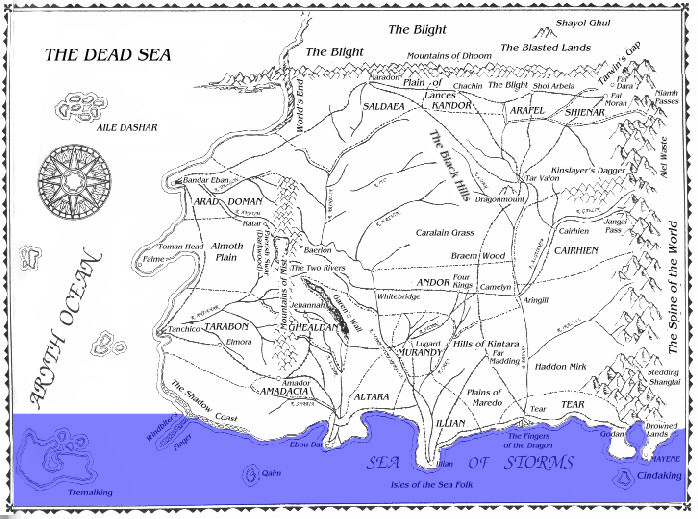 The Blight
Shayol Ghul
THE DEAD SEA
The Blight
The Blasted Lands
Mountains of Dhoom
Tarwin's Gap
Maradon
Plain of
Lances
Chachin
The Blight
Shol Arbela
Fal
Dara
Fal
Moran
Niamh
Passes
World's End
SALDAEA
KANDOR
ARAFEL
SHIENAR
AILE DASHAR
The Black Hills
Ael Waste
Kinslayer's Dagger
Tar Valon
Bandar Eban
Dragonmount
ARAD DOMAN
Katar
Jangai
Pass
Cairhien
CAIRHIEN
Caralain Grass
Toman Head
Falme
Almoth
Plain
Baerlon
Mountains of Mist
The Two Rivers
Braem Wood
ANDOR
Four
Kings
Camelyn
Whitebridge
Aringill
The Spine of the World
ARYTH OCEAN
Jehannah
Garen's Wall
GHEALDAN
Tanchico
TARABON
Elmora
Lugard
MURANDY
Hills of Kintara
Far
Madding
Haddon Mirk
Stedding
Shangtai
Amador
AMADACIA
ALTARA
The Shadow Coast
Plains of
Maredo
TEAR
Tear
ILLIAN
Windbiter's
Finger
Ebou Dar
The Fingers
of the Dragon
Godan
Drowned
Lands
MAYENE
Illian
SEA OF STORMS
Qaim
Tremalking
Cindaking
Isles of the Sea Folk